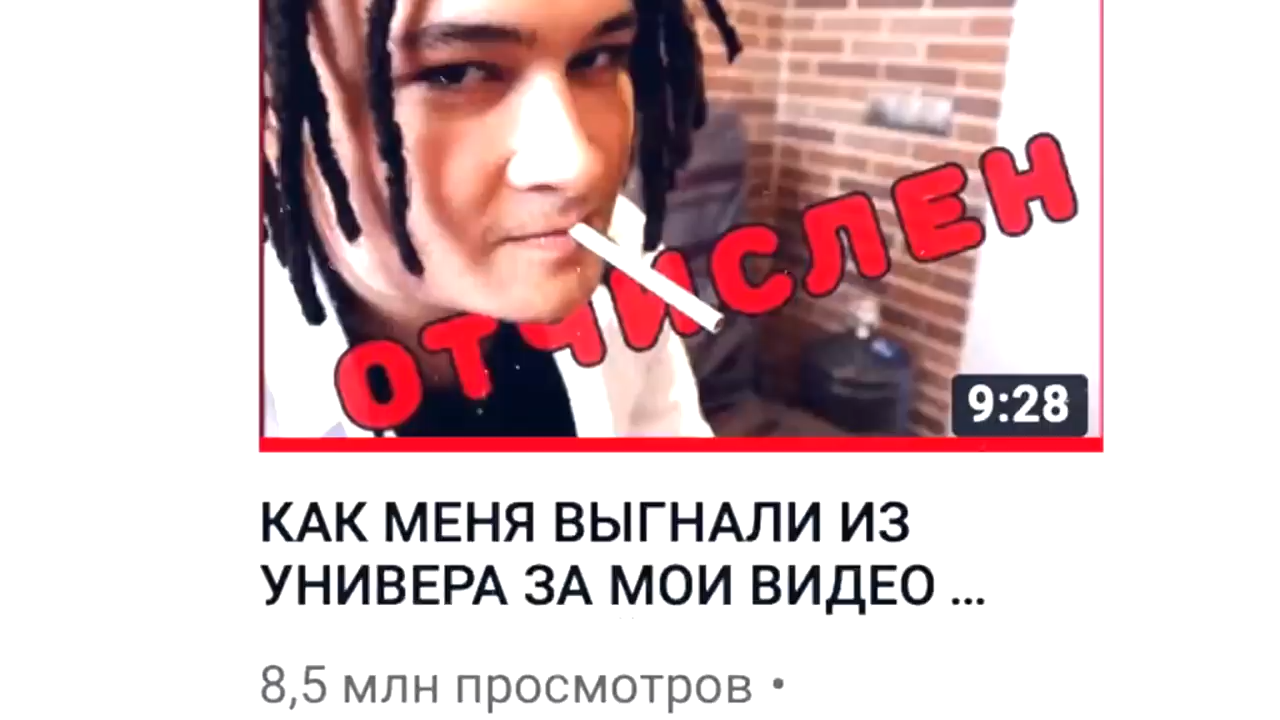 ОТЧИСЛЕН
9:28
КАК МЕНЯ ВЫГНАЛИ ИЗ
УНИВЕРА ЗА МОИ ВИДЕО ...
8,5 млн просмотров •